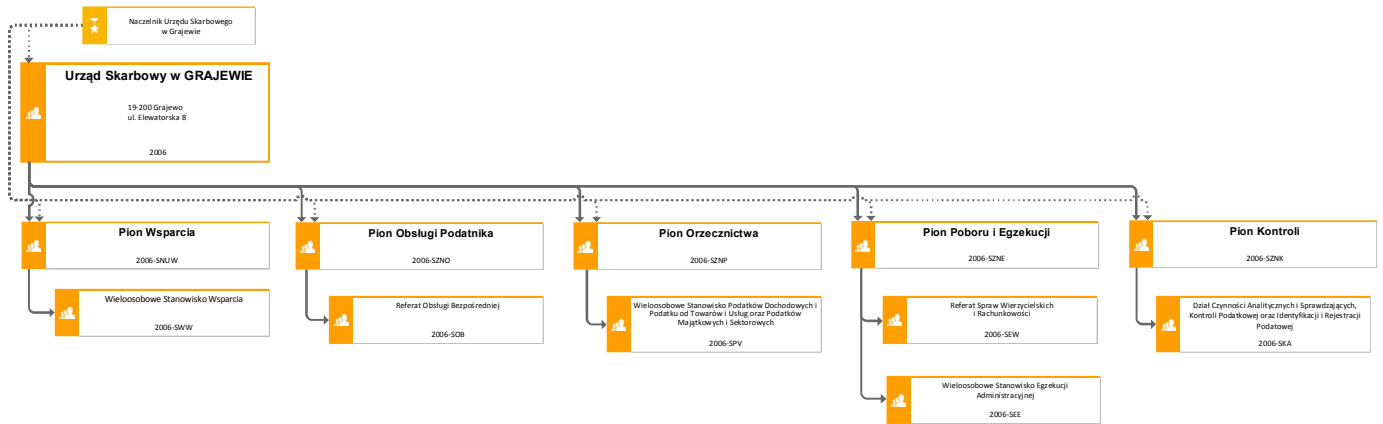 Naczelnik Urzędu Skarbowego
w Grajewie
Urząd Skarbowy w GRAJEWIE
19-200 Grajewo
ul. Elewatorska 8
2006
Pion Wsparcia
2006-SNUW
Wieloosobowe Stanowisko Wsparcia
2006-SWW
Pion Obsługi Podatnika
2006-SZNO
Referat Obsługi Bezpośredniej
2006-SOB
Pion Orzecznictwa
2006-SZNP
Wieloosobowe Stanowisko Podatków Dochodowych i
Podatku od Towarów i Usług oraz Podatków
Majątkowych i Sektorowych
2006-SPV
Pion Poboru i Egzekucji
2006-SZNE
Referat Spraw Wierzycielskich
i Rachunkowości
2006-SEW
Wieloosobowe Stanowisko Egzekucji
Administracyjnej
2006-SEE
Pion Kontroli
2006-SZNK
Dział Czynności Analitycznych i Sprawdzających,
Kontroli Podatkowej oraz Identyfikacji i Rejestracji
Podatowej
2006-SKA